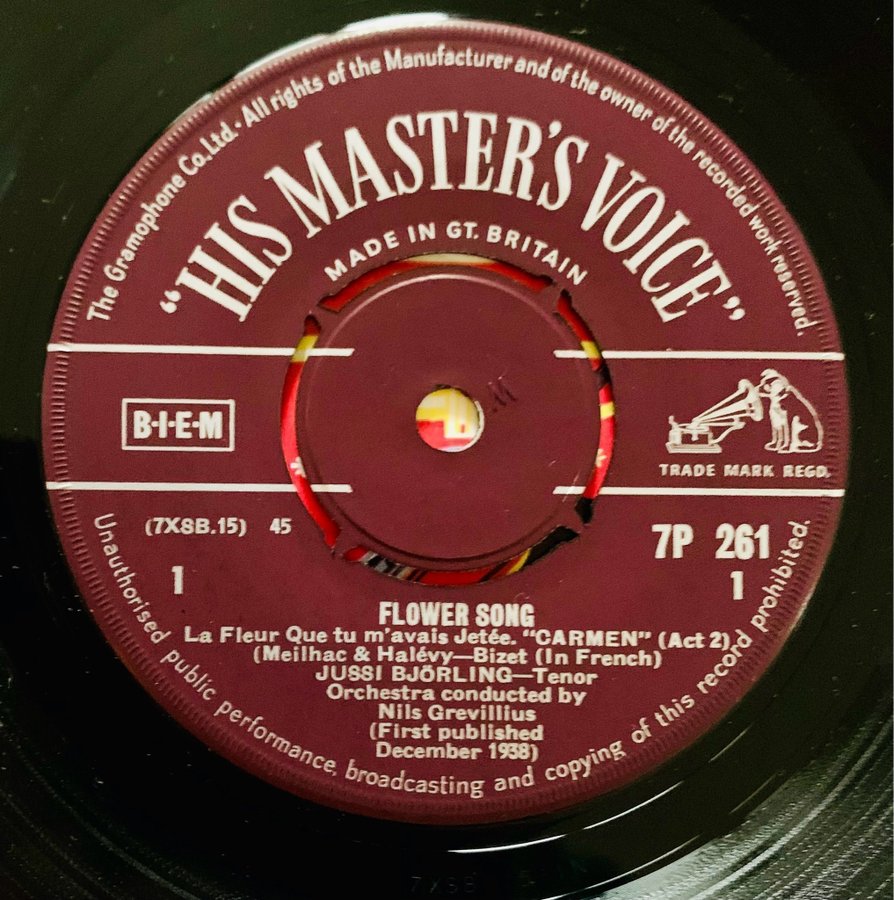 The Gramophone Co. Ltd. · All rights of the Manufacturer and of the owner of the recorded work reserved.
"HIS MASTER'S VOICE"
MADE IN GT. BRITAIN
B·I·E·M
TRADE MARK REGD.
(7XSB.15) 45
7P 261
1
1
FLOWER SONG
La Fleur Que tu m'avais Jetée. "CARMEN" (Act 2)
(Meilhac & Halévy—Bizet (In French)
JUSSI BJÖRLING—Tenor
Orchestra conducted by
Nils Grevillius
(First published
December 1938)
Unauthorised public performance, broadcasting and copying of this record prohibited.